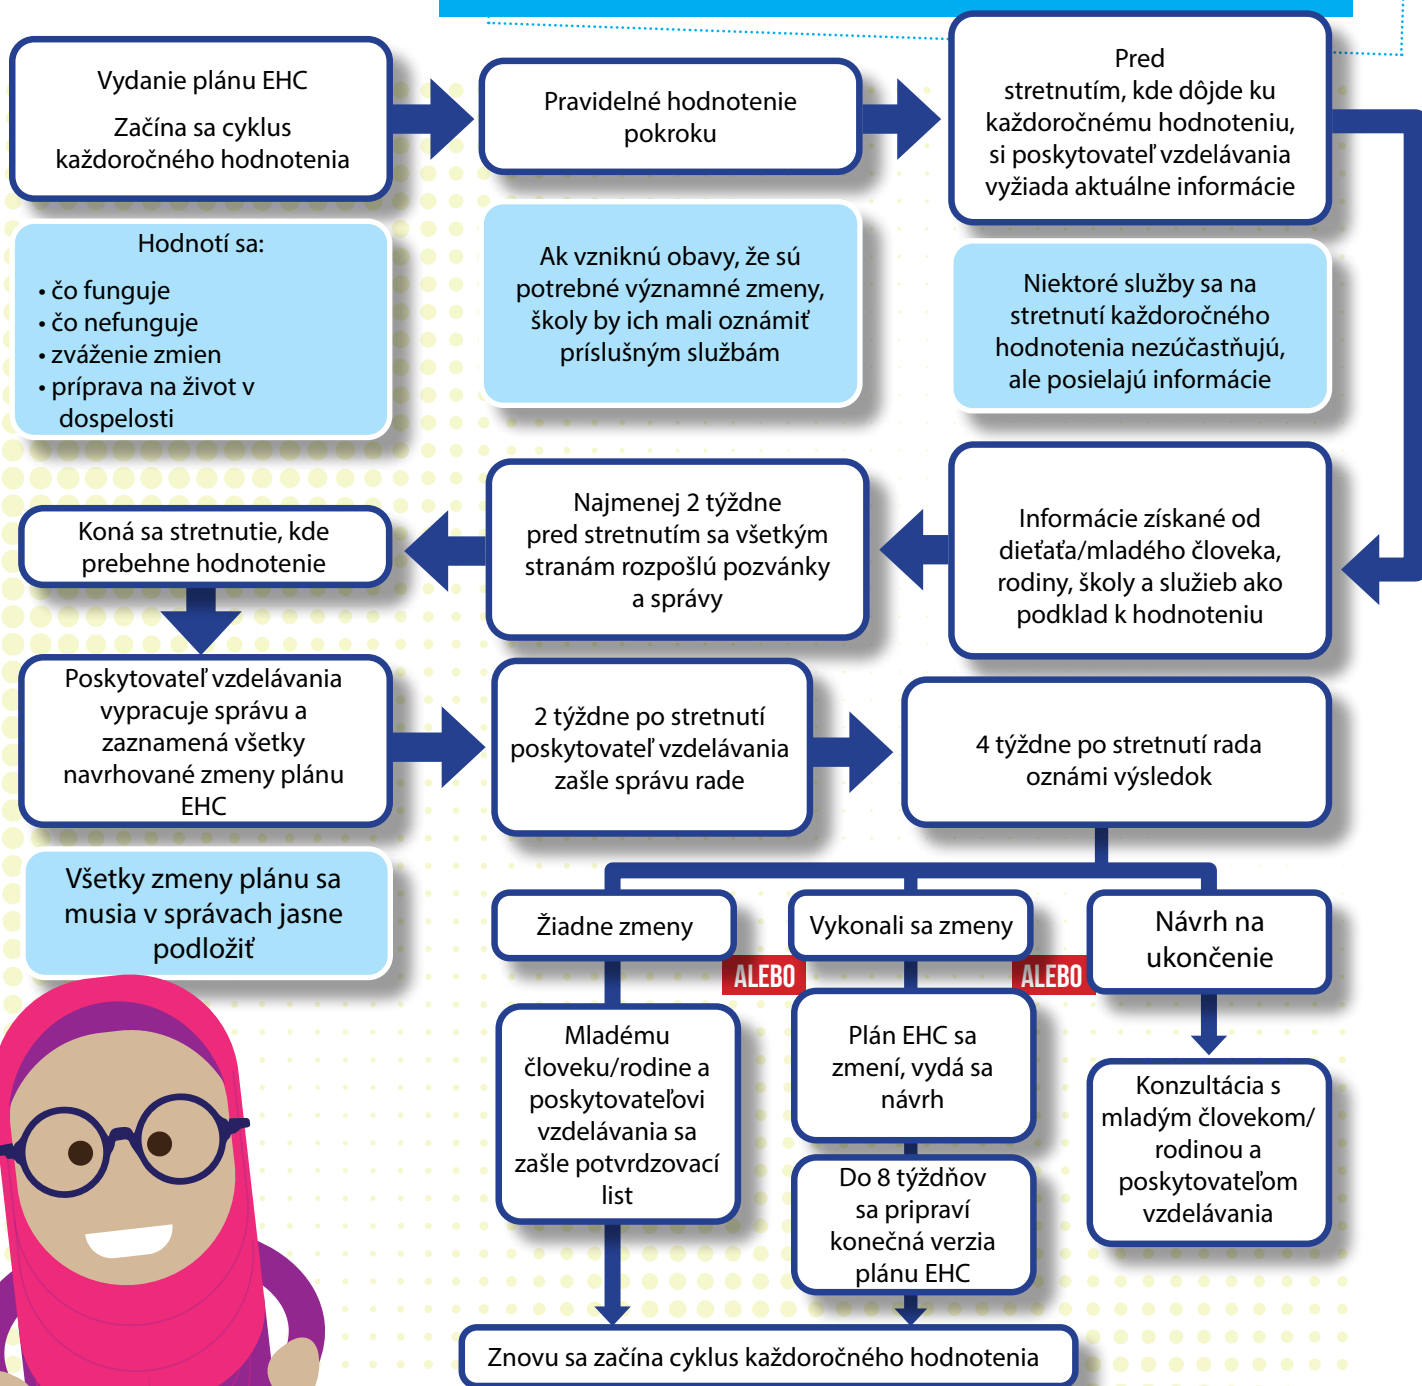 Vydanie plánu EHC
Začína sa cyklus
každoročného hodnotenia
Pravidelné hodnotenie
pokroku
Pred
stretnutím, kde dôjde ku
každoročnému hodnoteniu,
si poskytovateľ vzdelávania
vyžiada aktuálne informácie
Hodnotí sa:
• čo funguje
• čo nefunguje
• zváženie zmien
• príprava na život v
dospelosti
Ak vzniknú obavy, že sú
potrebné významné zmeny,
školy by ich mali oznámiť
príslušným službám
Niektoré služby sa na
stretnutí každoročného
hodnotenia nezúčastňujú,
ale posielajú informácie
Informácie získané od
dieťaťa/mladého človeka,
rodiny, školy a služieb ako
podklad k hodnoteniu
Najmenej 2 týždne
pred stretnutím sa všetkým
stranám rozpošlú pozvánky
a správy
Koná sa stretnutie, kde
prebehne hodnotenie
Poskytovateľ vzdelávania
vypracuje správu a
zaznamená všetky
navrhované zmeny plánu
EHC
2 týždne po stretnutí
poskytovateľ vzdelávania
zašle správu rade
4 týždne po stretnutí rada
oznámi výsledok
Všetky zmeny plánu sa
musia v správach jasne
podložiť
Žiadne zmeny
ALEBO
Vykonali sa zmeny
ALEBO
Návrh na
ukončenie
Mladému
človeku/rodine a
poskytovateľovi
vzdelávania sa
zašle potvrdzovací
list
Plán EHC sa
zmení, vydá sa
návrh
Do 8 týždňov
sa pripraví
konečná verzia
plánu EHC
Konzultácia s
mladým človekom/
rodinou a
poskytovateľom
vzdelávania
Znovu sa začína cyklus každoročného hodnotenia